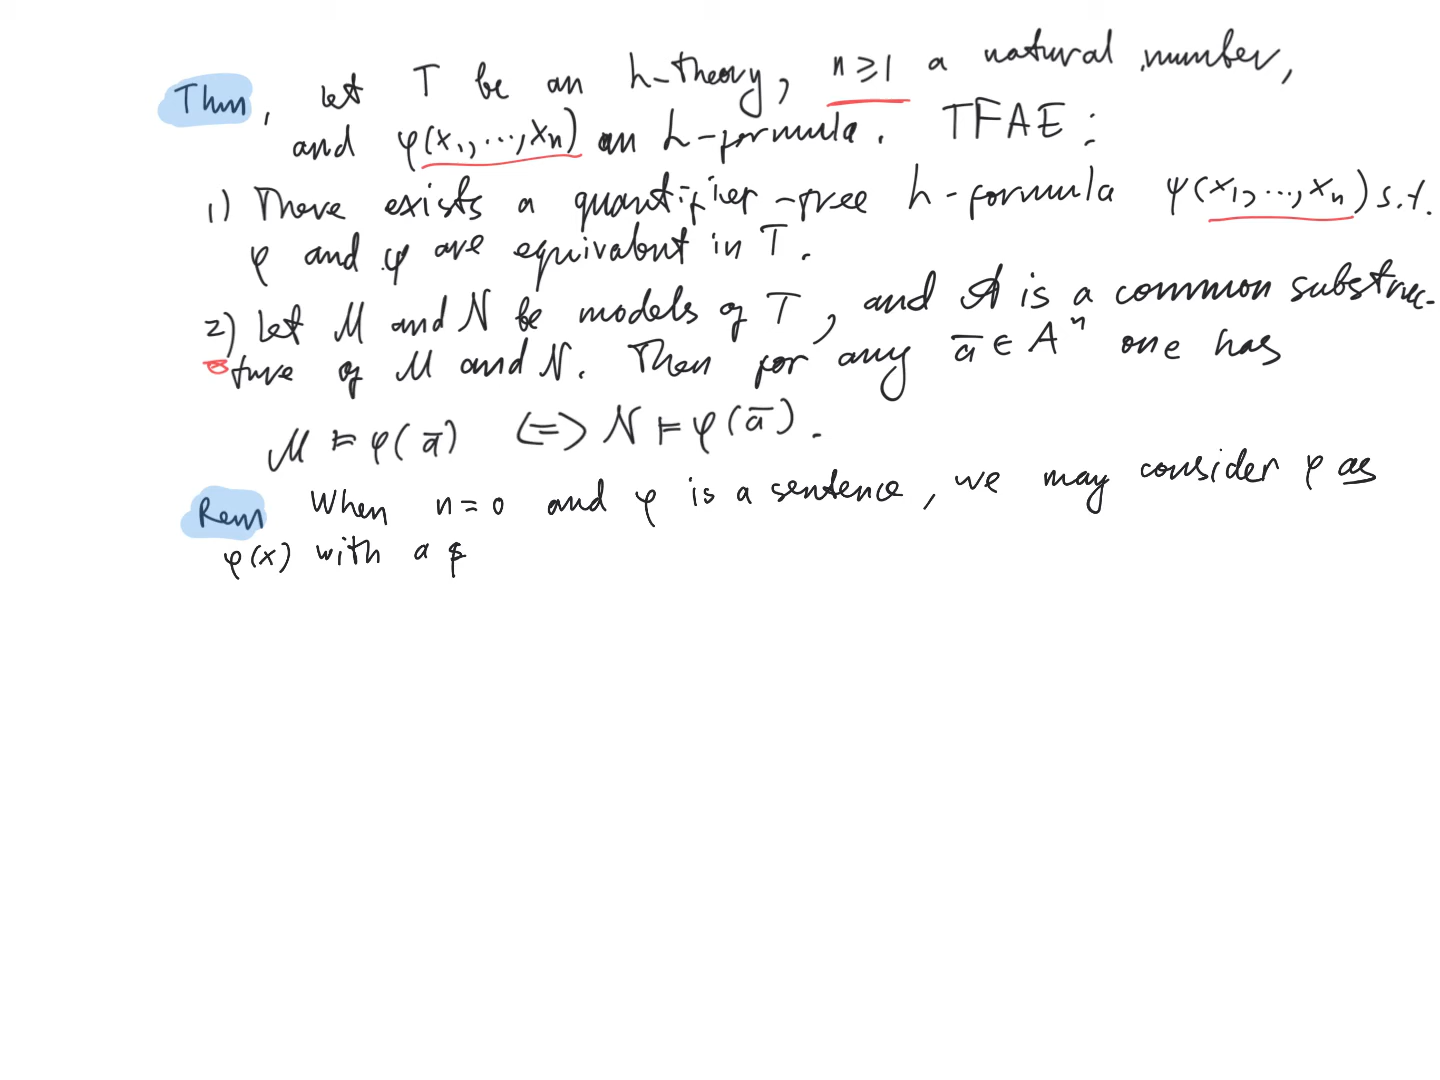 Thm, Let T be an h-theory, n ≥ 1 a natural number,
and φ(x₁, ..., xₙ) an h-formula. TFAE:
1) There exists a quantifier-free h-formula ψ(x₁, ..., xₙ) s.t.
φ and ψ are equivalent in T.
2) Let M and N be models of T, and A is a common substruc-
ture of M and N. Then for any ā ∈ Aⁿ one has
M ⊨ φ(ā) <=> N ⊨ φ(ā).
Rem When n = 0 and φ is a sentence, we may consider φ as
φ(x) with a